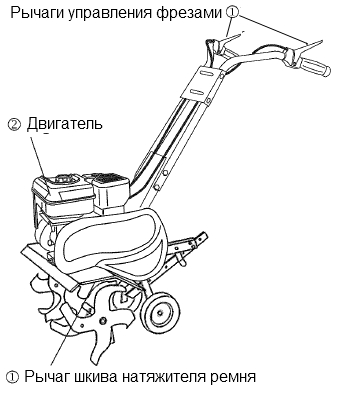 Рычаги управления фрезами ①
② Двигатель
① Рычаг шкива натяжителя ремня